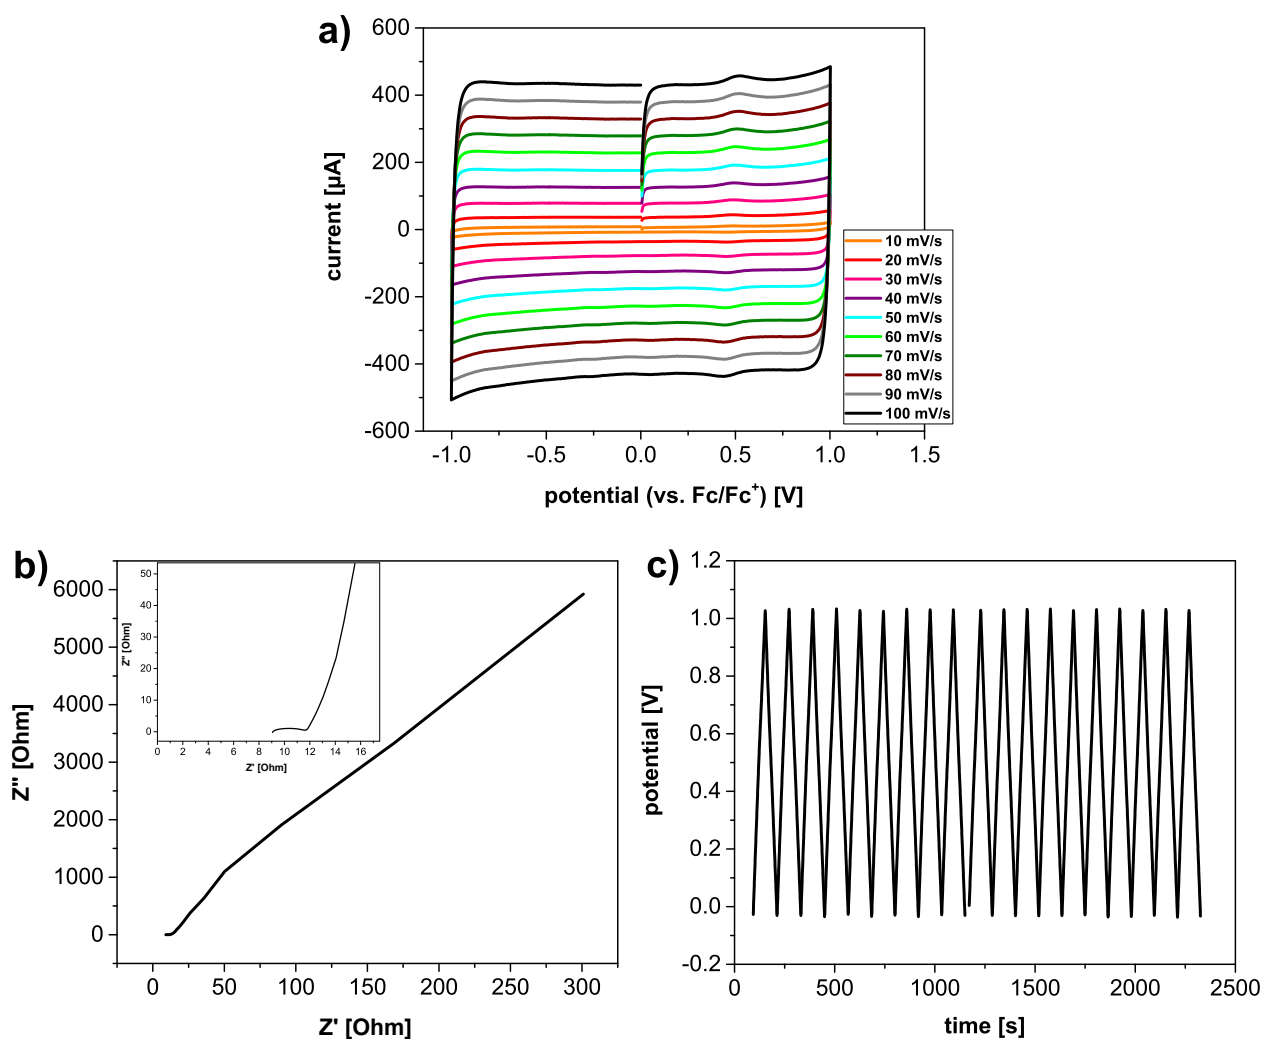 a)
600
400
200
0
-200
-400
-600
current [µA]
-1.0 -0.5 0.0 0.5 1.0 1.5
potential (vs. Fc/Fc⁺) [V]
10 mV/s
20 mV/s
30 mV/s
40 mV/s
50 mV/s
60 mV/s
70 mV/s
80 mV/s
90 mV/s
100 mV/s
b)
6000
5000
4000
3000
2000
1000
0
Z'' [Ohm]
0 50 100 150 200 250 300
Z' [Ohm]
50
40
30
20
10
0
Z'' [Ohm]
0 2 4 6 8 10 12 14 16
Z' [Ohm]
c)
1.2
1.0
0.8
0.6
0.4
0.2
0.0
-0.2
potential [V]
0 500 1000 1500 2000 2500
time [s]